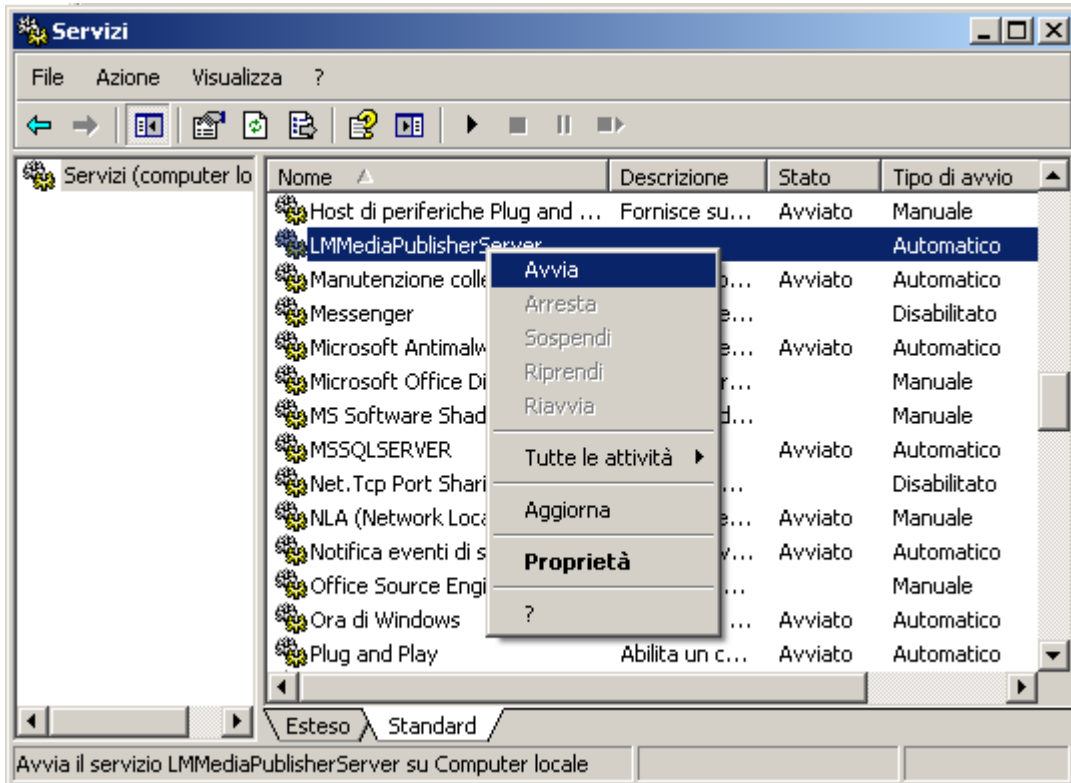 Servizi
File Azione Visualizza ?
Servizi (computer lo
Nome Descrizione Stato Tipo di avvio
Host di periferiche Plug and ... Fornisce su... Avviato Manuale
LMMediaPublisherServer Automatico
Manutenzione colle Avviato Automatico
Messenger Disabilitato
Microsoft Antimalw Avviato Automatico
Microsoft Office Di Manuale
MS Software Shad Manuale
MSSQLSERVER Avviato Automatico
Net.Tcp Port Shari Disabilitato
NLA (Network Loca Avviato Manuale
Notifica eventi di s Avviato Automatico
Office Source Engi Manuale
Ora di Windows Avviato Automatico
Plug and Play Abilita un c... Avviato Automatico
Avvia
Arresta
Sospendi
Riprendi
Riavvia
Tutte le attività
Aggiorna
Proprietà
?
Esteso Standard
Avvia il servizio LMMediaPublisherServer su Computer locale